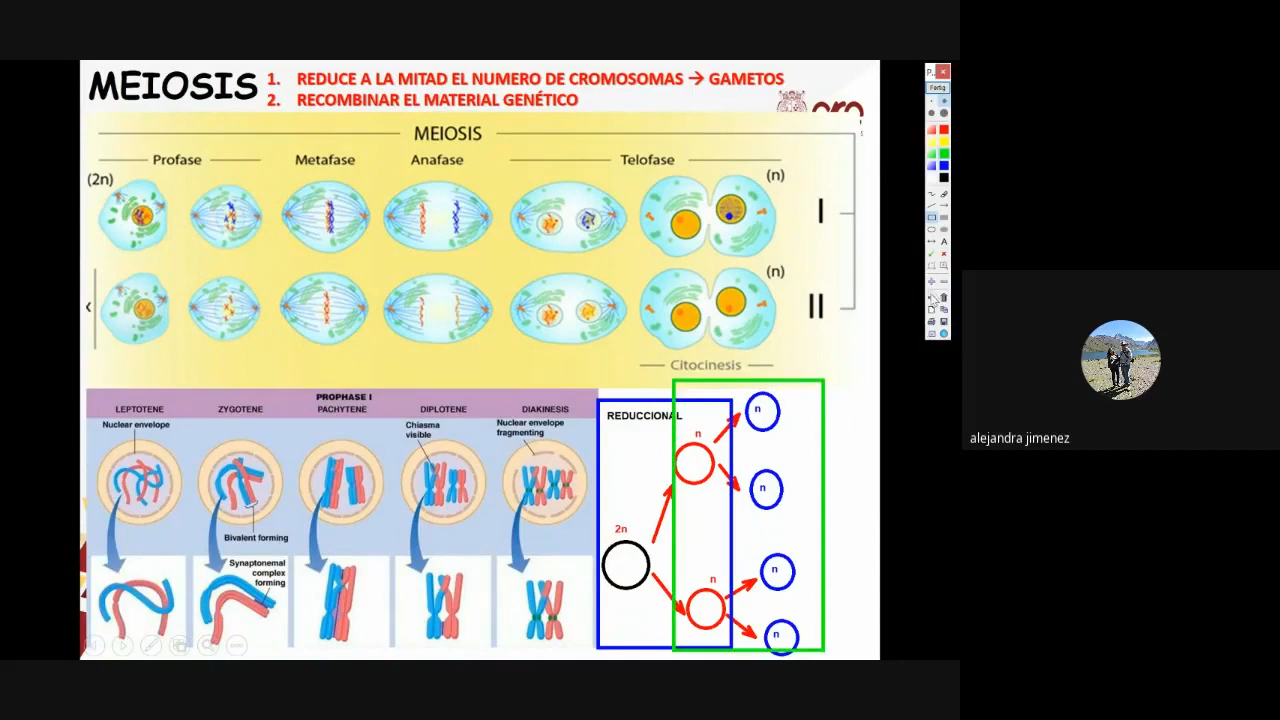 MEIOSIS
1. REDUCE A LA MITAD EL NUMERO DE CROMOSOMAS → GAMETOS
2. RECOMBINAR EL MATERIAL GENÉTICO
MEIOSIS
Profase Metafase Anafase Telofase
(2n) (n)
I
(n)
II
Citocinesis
PROPHASE I
LEPTOTENE ZYGOTENE PACHYTENE DIPLOTENE DIAKINESIS
Nuclear envelope
Chiasma
visible
Nuclear envelope
fragmenting
Bivalent forming
Synaptonemal
complex
forming
REDUCCIONAL
n
n
n
2n
n
n
n
P..
Fertig
A
alejandra jimenez